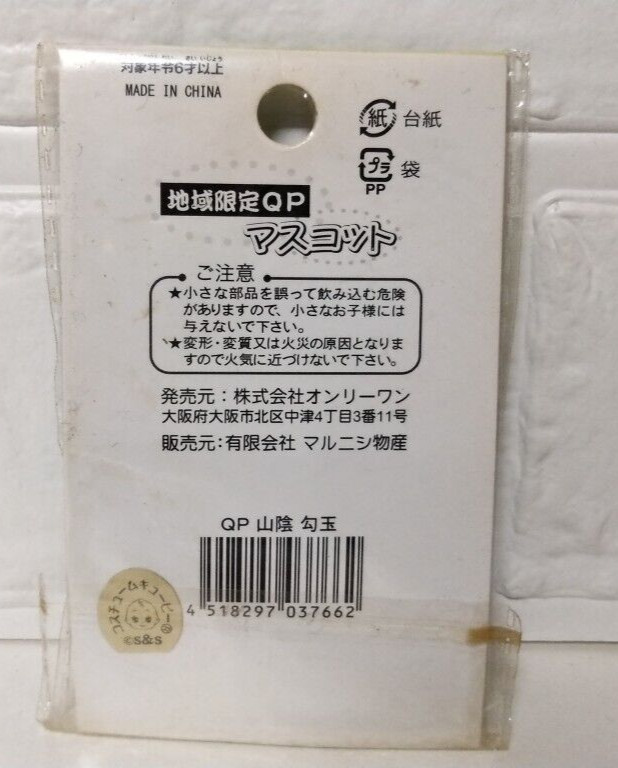 対象年令6才以上
MADE IN CHINA
紙 台紙
プラ 袋
PP
地域限定QP
マスコット
ご注意
★小さな部品を誤って飲み込む危険
がありますので、小さなお子様には
与えないで下さい。
★変形・変質又は火災の原因となりま
すので火気に近づけないで下さい。
発売元：株式会社オンリーワン
大阪府大阪市北区中津4丁目3番11号
販売元：有限会社 マルニシ物産
QP 山陰 勾玉
4 518297 037662
コスチュームキューピー
©S&S